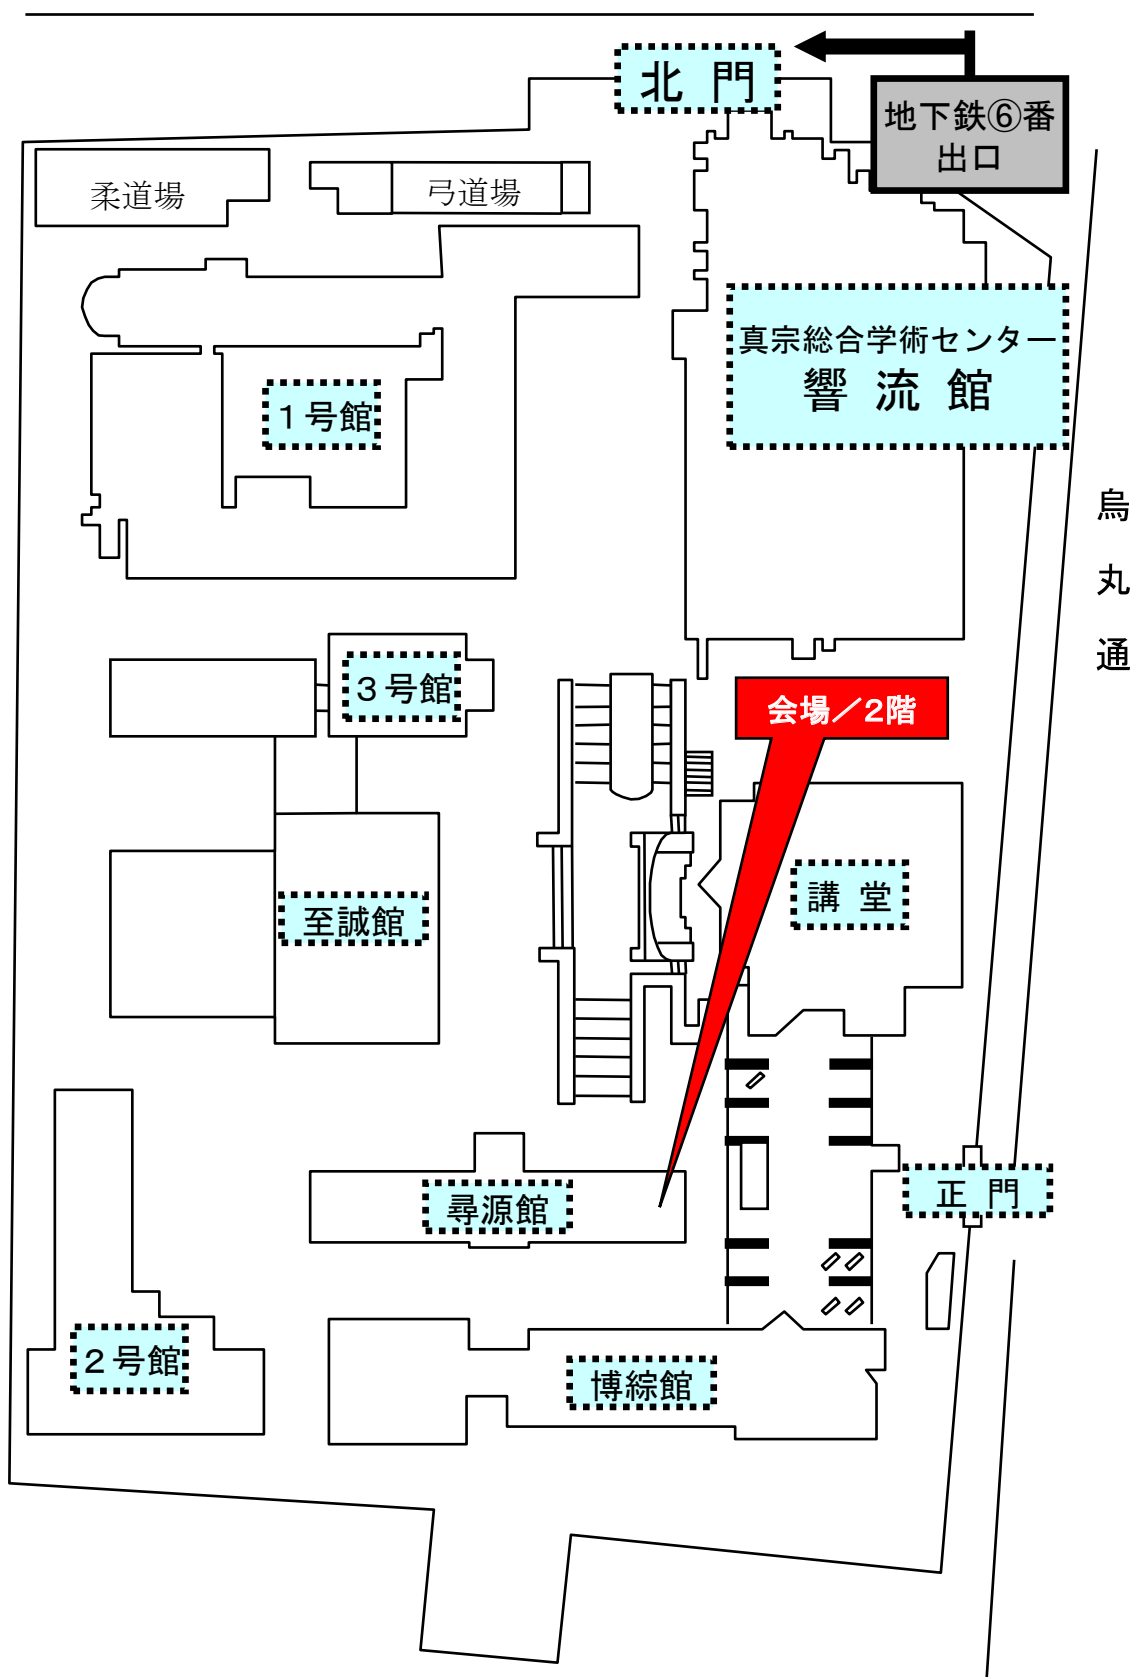 北 門
地下鉄⑥番
出口
柔道場
弓道場
真宗総合学術センター
響 流 館
１号館
烏
丸
通
３号館
会場／2階
講 堂
至誠館
正 門
尋源館
２号館
博綜館